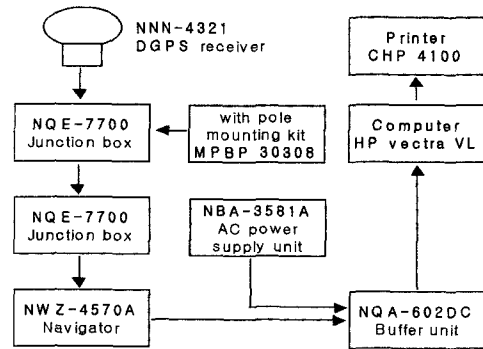 NNN-4321
DGPS receiver
Printer
CHP 4100
NQE-7700
Junction box
with pole
mounting kit
MPBP 30308
Computer
HP vectra VL
NQE-7700
Junction box
NBA-3581A
AC power
supply unit
NWZ-4570A
Navigator
NQA-602DC
Buffer unit